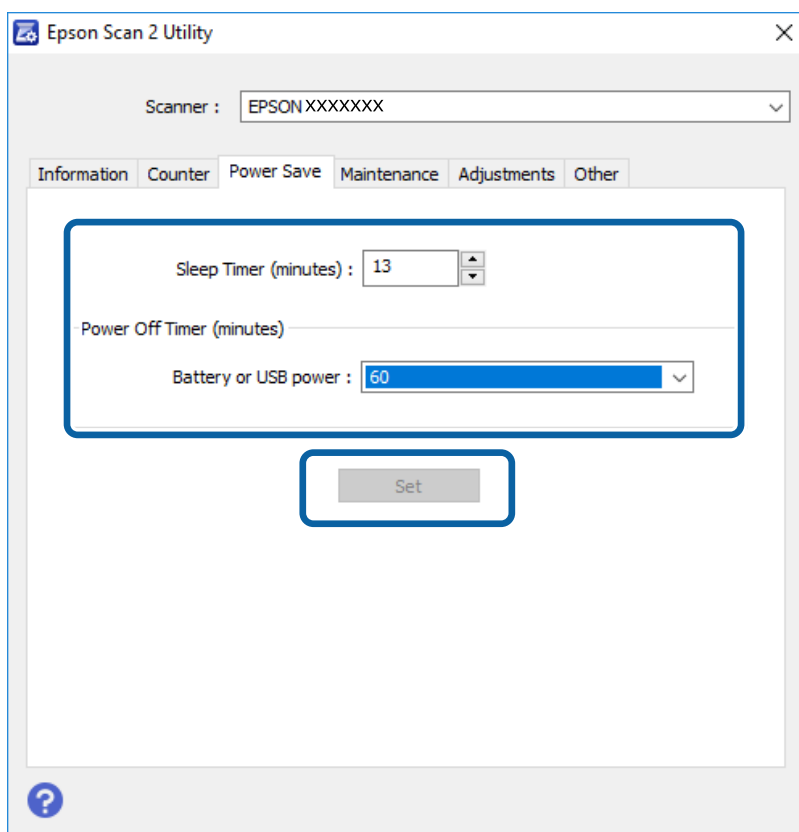 Epson Scan 2 Utility
Scanner : EPSON XXXXXXX
Information Counter Power Save Maintenance Adjustments Other
Sleep Timer (minutes) : 13
Power Off Timer (minutes)
Battery or USB power : 60
Set
?